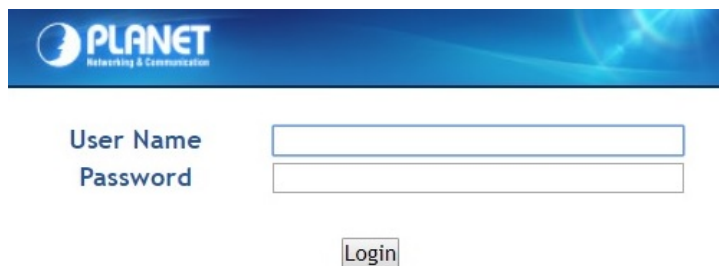 PLANET
Networking & Communication
User Name
Password
Login